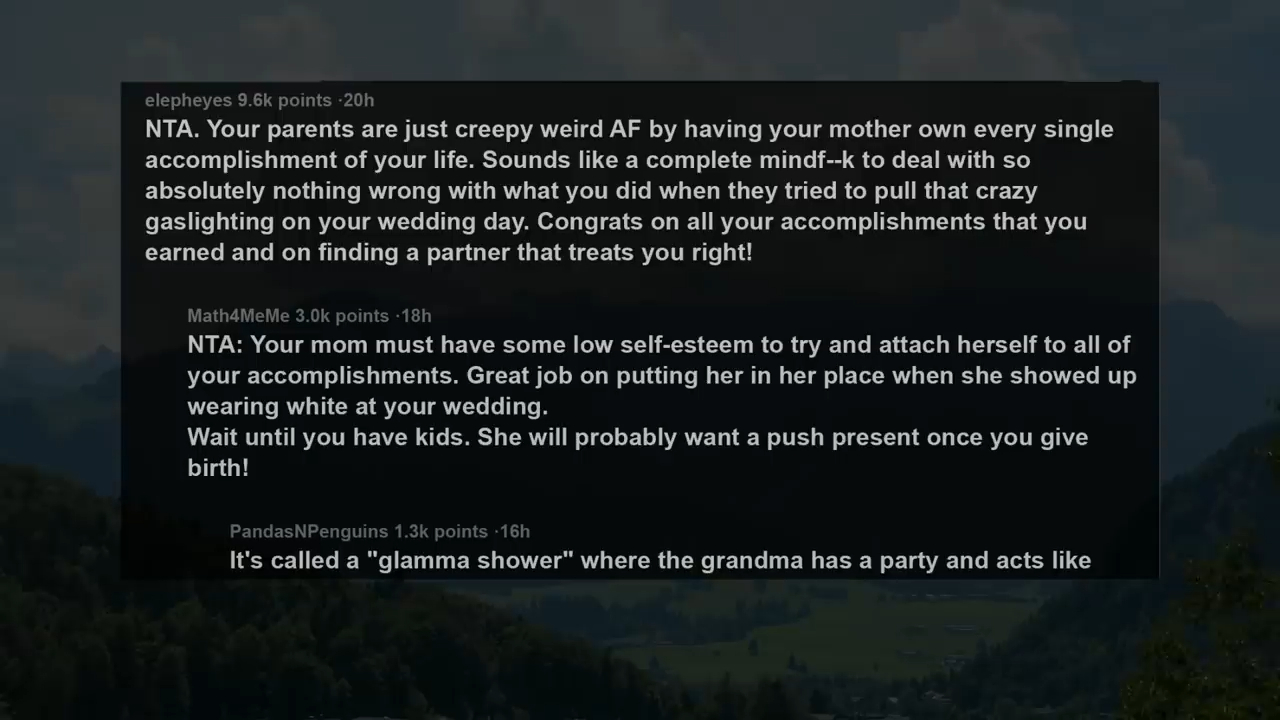 elepheyes 9.6k points ·20h
NTA. Your parents are just creepy weird AF by having your mother own every single
accomplishment of your life. Sounds like a complete mindf--k to deal with so
absolutely nothing wrong with what you did when they tried to pull that crazy
gaslighting on your wedding day. Congrats on all your accomplishments that you
earned and on finding a partner that treats you right!
Math4MeMe 3.0k points ·18h
NTA: Your mom must have some low self-esteem to try and attach herself to all of
your accomplishments. Great job on putting her in her place when she showed up
wearing white at your wedding.
Wait until you have kids. She will probably want a push present once you give
birth!
PandasNPenguins 1.3k points ·16h
It's called a "glamma shower" where the grandma has a party and acts like